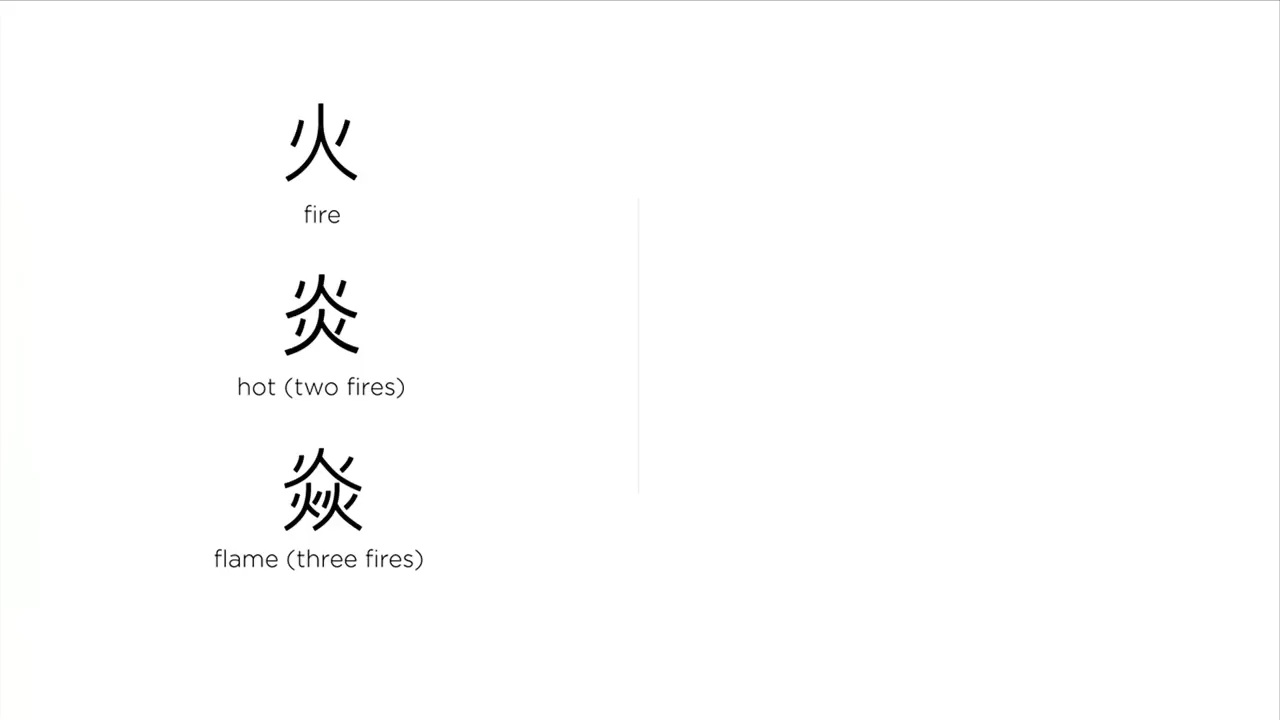 火
fire
炎
hot (two fires)
焱
flame (three fires)